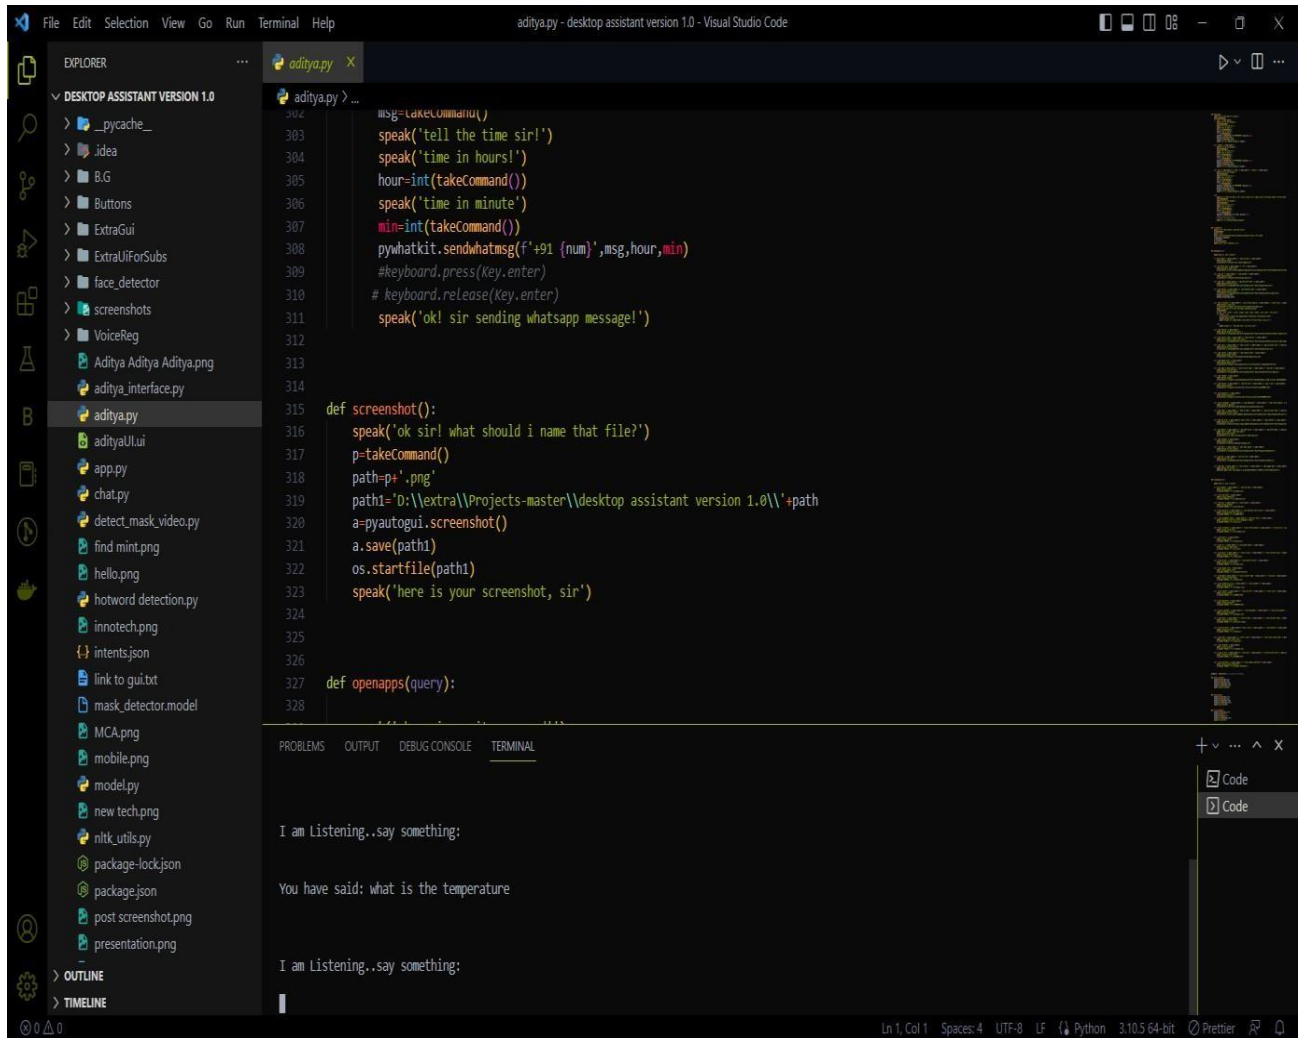 File Edit Selection View Go Run Terminal Help
aditya.py - desktop assistant version 1.0 - Visual Studio Code
EXPLORER
DESKTOP ASSISTANT VERSION 1.0
__pycache__
.idea
B.G
Buttons
ExtraGui
ExtraUiForSubs
face_detector
screenshots
VoiceReg
Aditya Aditya Aditya.png
aditya_interface.py
aditya.py
adityaUI.ui
app.py
chat.py
detect_mask_video.py
find mint.png
hello.png
hotword detection.py
innotech.png
intents.json
link to gui.txt
mask_detector.model
MCA.png
mobile.png
model.py
new tech.png
nltk_utils.py
package-lock.json
package.json
post screenshot.png
presentation.png
OUTLINE
TIMELINE
aditya.py X
aditya.py > ...
302 msg=takeCommand()
303 speak('tell the time sir!')
304 speak('time in hours!')
305 hour=int(takeCommand())
306 speak('time in minute')
307 min=int(takeCommand())
308 pywhatkit.sendwhatmsg(f'+91 {num}',msg,hour,min)
309 #keyboard.press(Key.enter)
310 # keyboard.release(Key.enter)
311 speak('ok! sir sending whatsapp message!')
312
313
314
315 def screenshot():
316 speak('ok sir! what should i name that file?')
317 p=takeCommand()
318 path=p+'.png'
319 path1='D:\\extra\\Projects-master\\desktop assistant version 1.0\\'+path
320 a=pyautogui.screenshot()
321 a.save(path1)
322 os.startfile(path1)
323 speak('here is your screenshot, sir')
324
325
326
327 def openapps(query):
328
PROBLEMS OUTPUT DEBUG CONSOLE TERMINAL
Code
Code
I am Listening..say something:
You have said: what is the temperature
I am Listening..say something:
0 0
Ln 1, Col 1 Spaces: 4 UTF-8 LF Python 3.10.5 64-bit Prettier